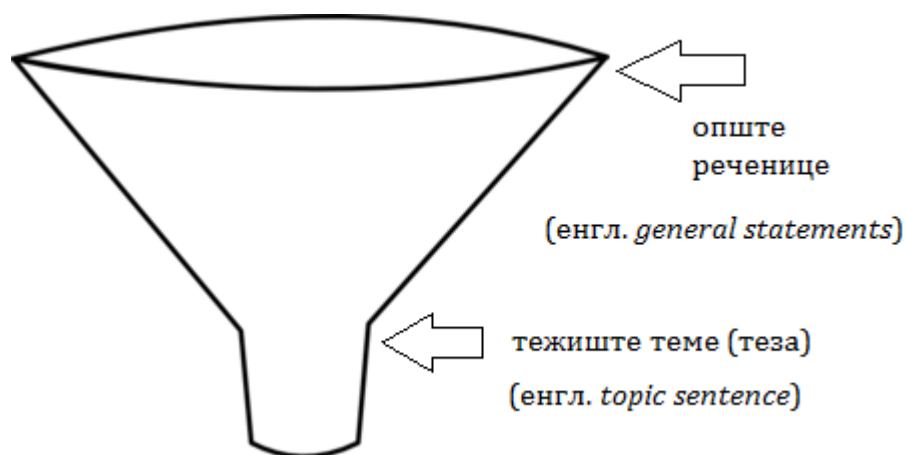 опште
реченице
(енгл. general statements)
тежиште теме (теза)
(енгл. topic sentence)